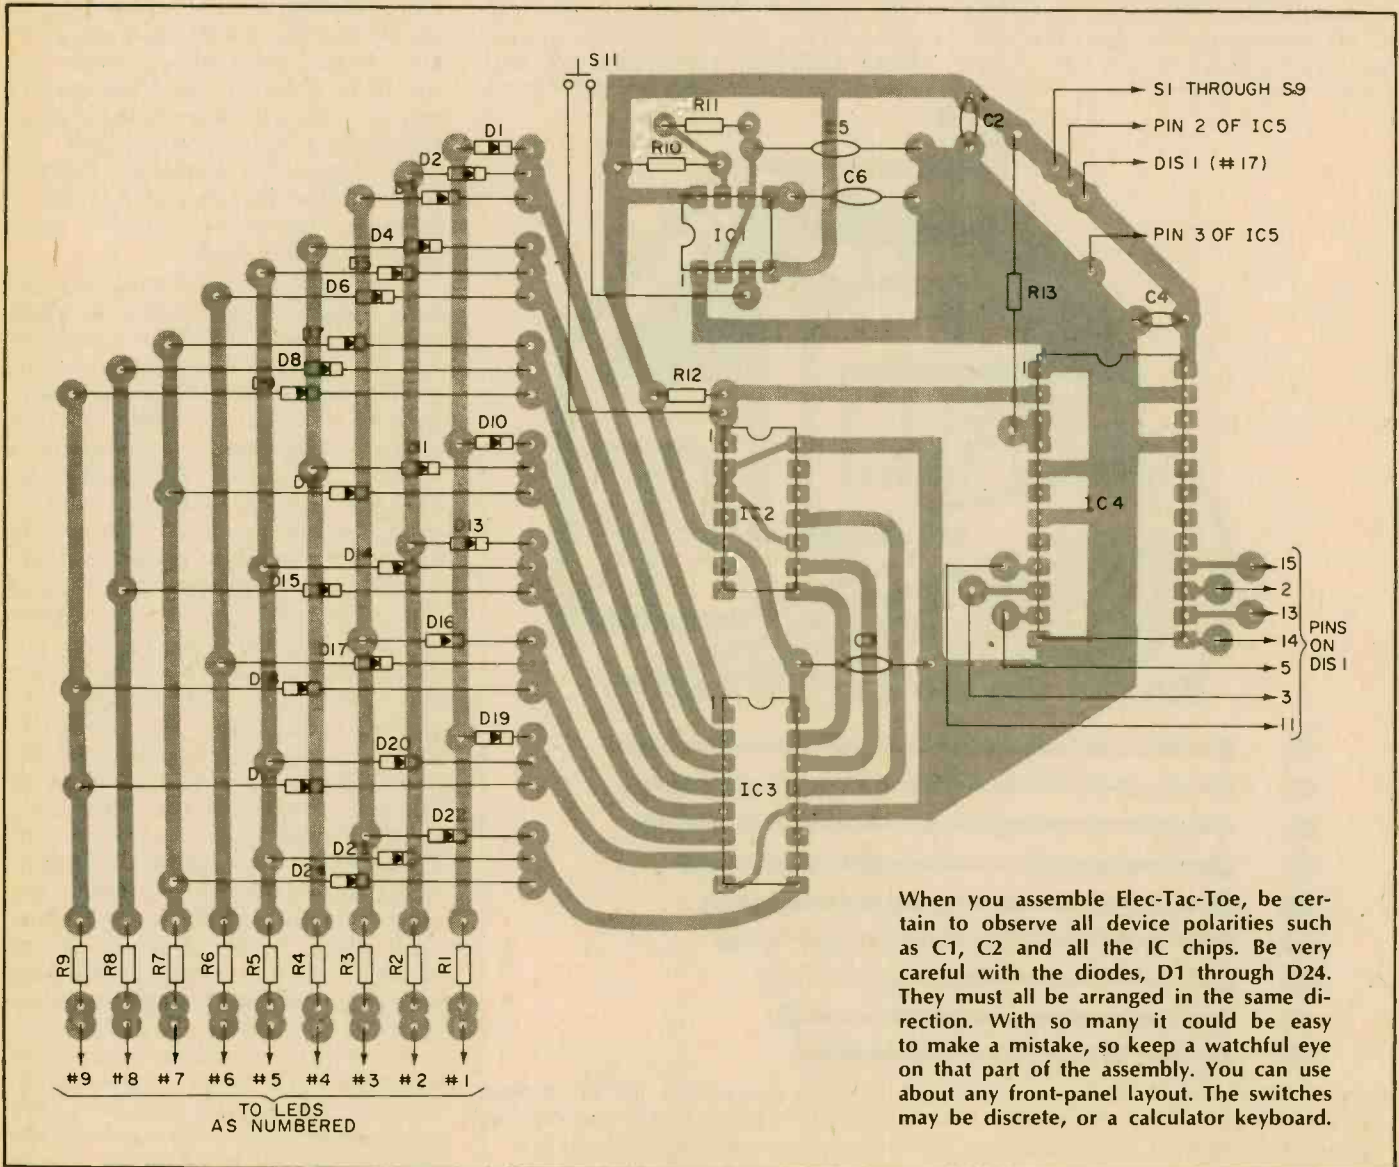 S11
S1 THROUGH S9
PIN 2 OF IC5
DIS 1 (#17)
PIN 3 OF IC5
R11
C2
R10
C6
IC1
1
R13
C4
D1
D2
D4
D6
D8
R12
1
1
D10
IC2
IC4
D13
D15
D16
D17
D19
D20
1
IC3
15
2
13
14
5
3
11
PINS
ON
DIS 1
R9
R8
R7
R6
R5
R4
R3
R2
R1
#9
#8
#7
#6
#5
#4
#3
#2
#1
TO LEDS
AS NUMBERED
When you assemble Elec-Tac-Toe, be cer-
tain to observe all device polarities such
as C1, C2 and all the IC chips. Be very
careful with the diodes, D1 through D24.
They must all be arranged in the same di-
rection. With so many it could be easy
to make a mistake, so keep a watchful eye
on that part of the assembly. You can use
about any front-panel layout. The switches
may be discrete, or a calculator keyboard.